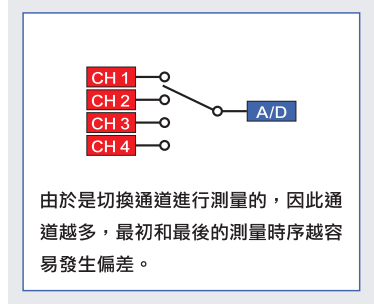 CH 1
CH 2
CH 3
CH 4
A/D
由於是切換通道進行測量的，因此通
道越多，最初和最後的測量時序越容
易發生偏差。